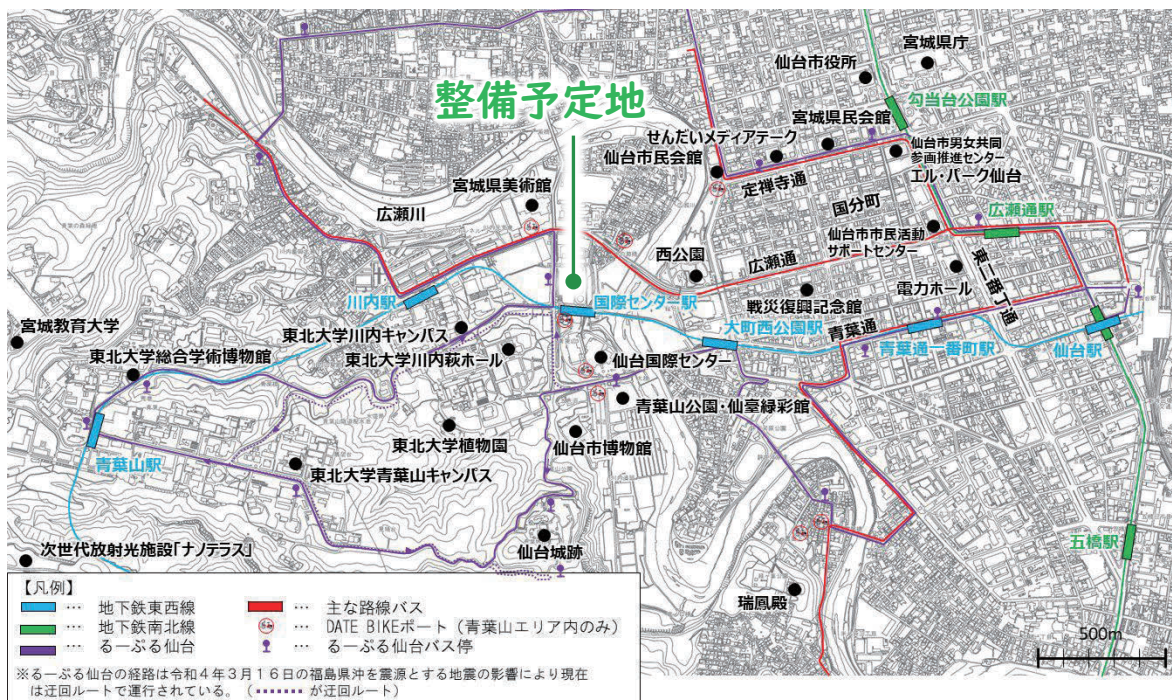 整備予定地
宮城県庁
仙台市役所
勾当台公園駅
宮城県民会館
せんだいメディアテーク
仙台市民会館
仙台市男女共同
参画推進センター
エル・パーク仙台
定禅寺通
宮城県美術館
広瀬川
国分町
広瀬通駅
仙台市市民活動
サポートセンター
西公園
広瀬通
東二番丁通
電力ホール
戦災復興記念館
川内駅
国際センター駅
大町西公園駅
青葉通
青葉通一番町駅
仙台駅
宮城教育大学
東北大学川内キャンパス
東北大学総合学術博物館
東北大学川内萩ホール
仙台国際センター
青葉山公園・仙臺緑彩館
東北大学植物園
仙台市博物館
青葉山駅
東北大学青葉山キャンパス
仙台城跡
五橋駅
次世代放射光施設「ナノテラス」
瑞鳳殿
【凡例】
… 地下鉄東西線
… 主な路線バス
… 地下鉄南北線
… DATE BIKEポート（青葉山エリア内のみ）
… るーぷる仙台
… るーぷる仙台バス停
※るーぷる仙台の経路は令和４年３月１６日の福島県沖を震源とする地震の影響により現在
は迂回ルートで運行されている。（ が迂回ルート）
500m